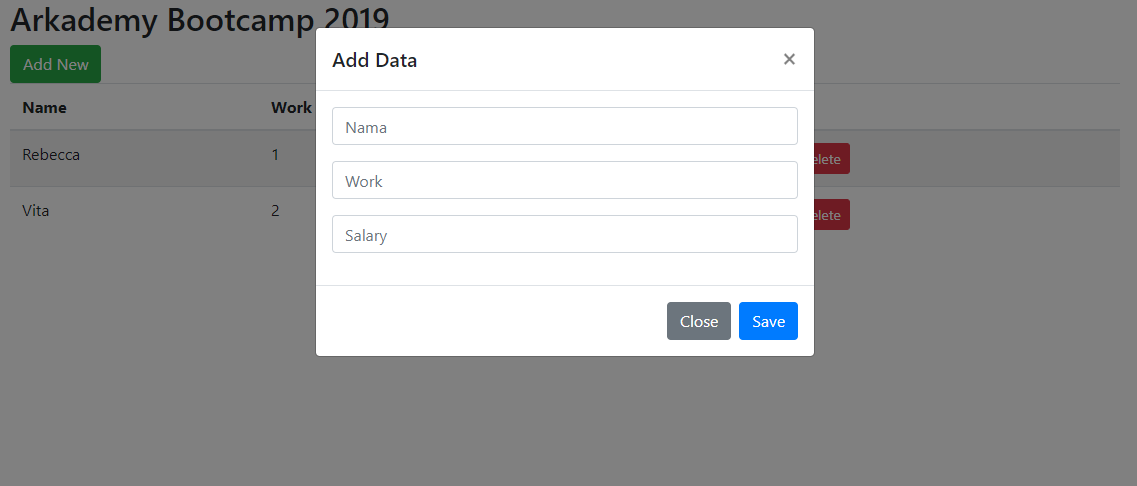 Arkademy Bootcamp 2019
Add New
Add Data ×
Name Work
Nama
Rebecca 1 elete
Work
Vita 2 elete
Salary
Close Save